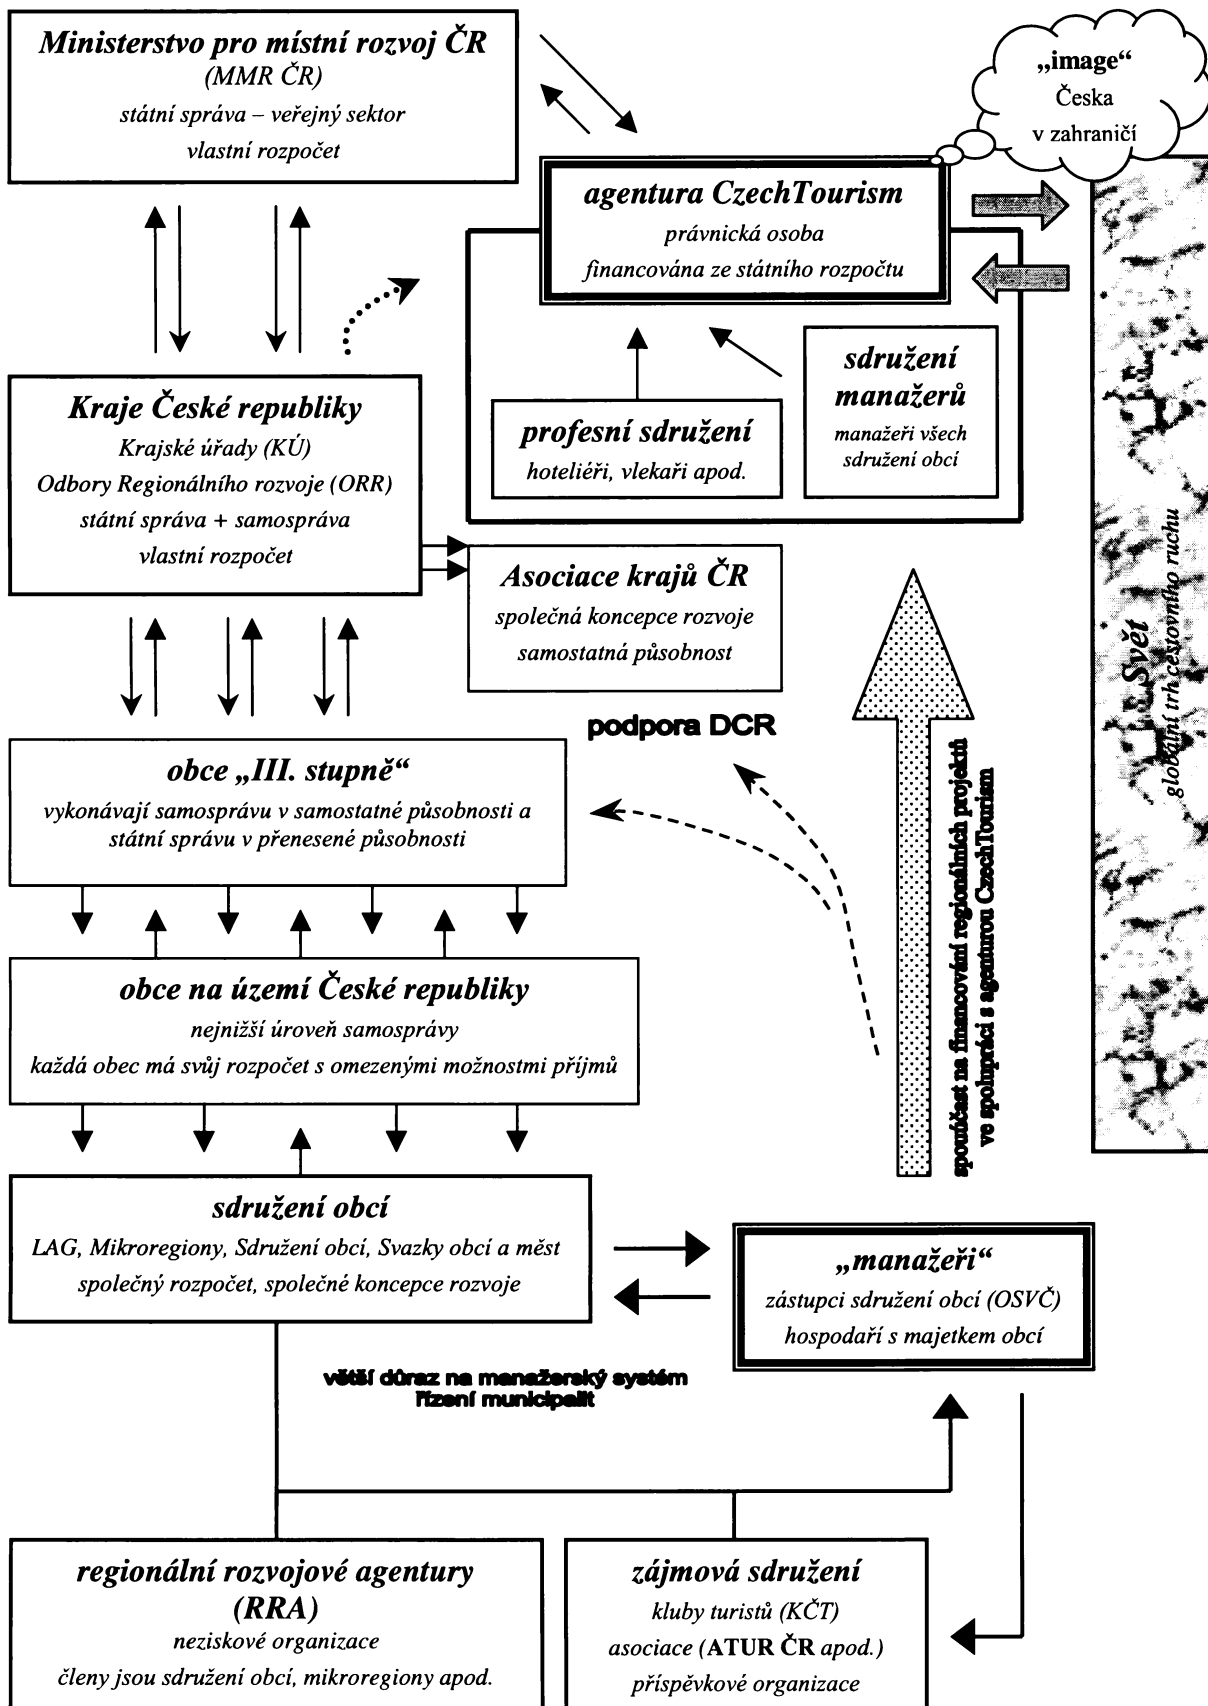 Ministerstvo pro místní rozvoj ČR
(MMR ČR)
státní správa – veřejný sektor
vlastní rozpočet
„image“
Česka
v zahraničí
agentura CzechTourism
právnická osoba
financována ze státního rozpočtu
sdružení
manažerů
manažeři všech
sdružení obcí
profesní sdružení
hoteliéři, vlekaři apod.
Kraje České republiky
Krajské úřady (KÚ)
Odbory Regionálního rozvoje (ORR)
státní správa + samospráva
vlastní rozpočet
Asociace krajů ČR
společná koncepce rozvoje
samostatná působnost
Svět
globální trh cestovního ruchu
podpora DCR
obce „III. stupně“
vykonávají samosprávu v samostatné působnosti a
státní správu v přenesené působnosti
spoúčast na financování regionálních projektů
ve spolupráci s agenturou CzechTourism
obce na území České republiky
nejnižší úroveň samosprávy
každá obec má svůj rozpočet s omezenými možnostmi příjmů
sdružení obcí
LAG, Mikroregiony, Sdružení obcí, Svazky obcí a měst
společný rozpočet, společné koncepce rozvoje
„manažeři“
zástupci sdružení obcí (OSVČ)
hospodaří s majetkem obcí
větší důraz na manažerský systém
řízení municipalit
regionální rozvojové agentury
(RRA)
neziskové organizace
členy jsou sdružení obcí, mikroregiony apod.
zájmová sdružení
kluby turistů (KČT)
asociace (ATUR ČR apod.)
příspěvkové organizace